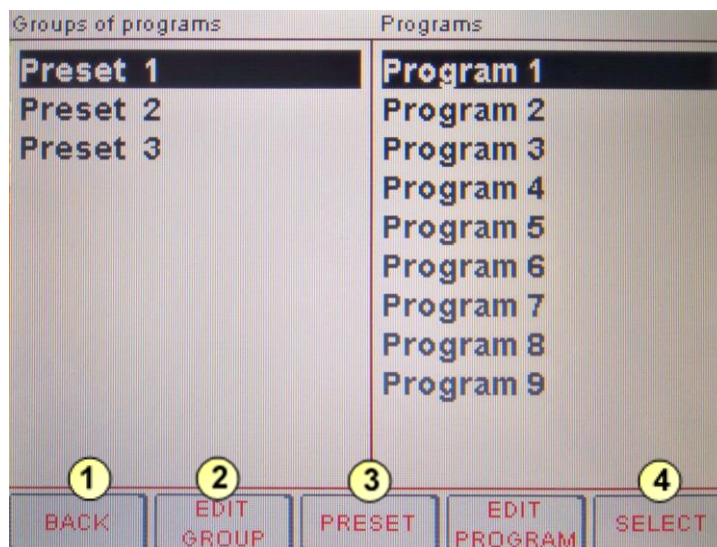 Groups of programs
Programs
Preset 1
Preset 2
Preset 3
Program 1
Program 2
Program 3
Program 4
Program 5
Program 6
Program 7
Program 8
Program 9
1
2
3
4
BACK
EDIT
GROUP
PRESET
EDIT
PROGRAM
SELECT